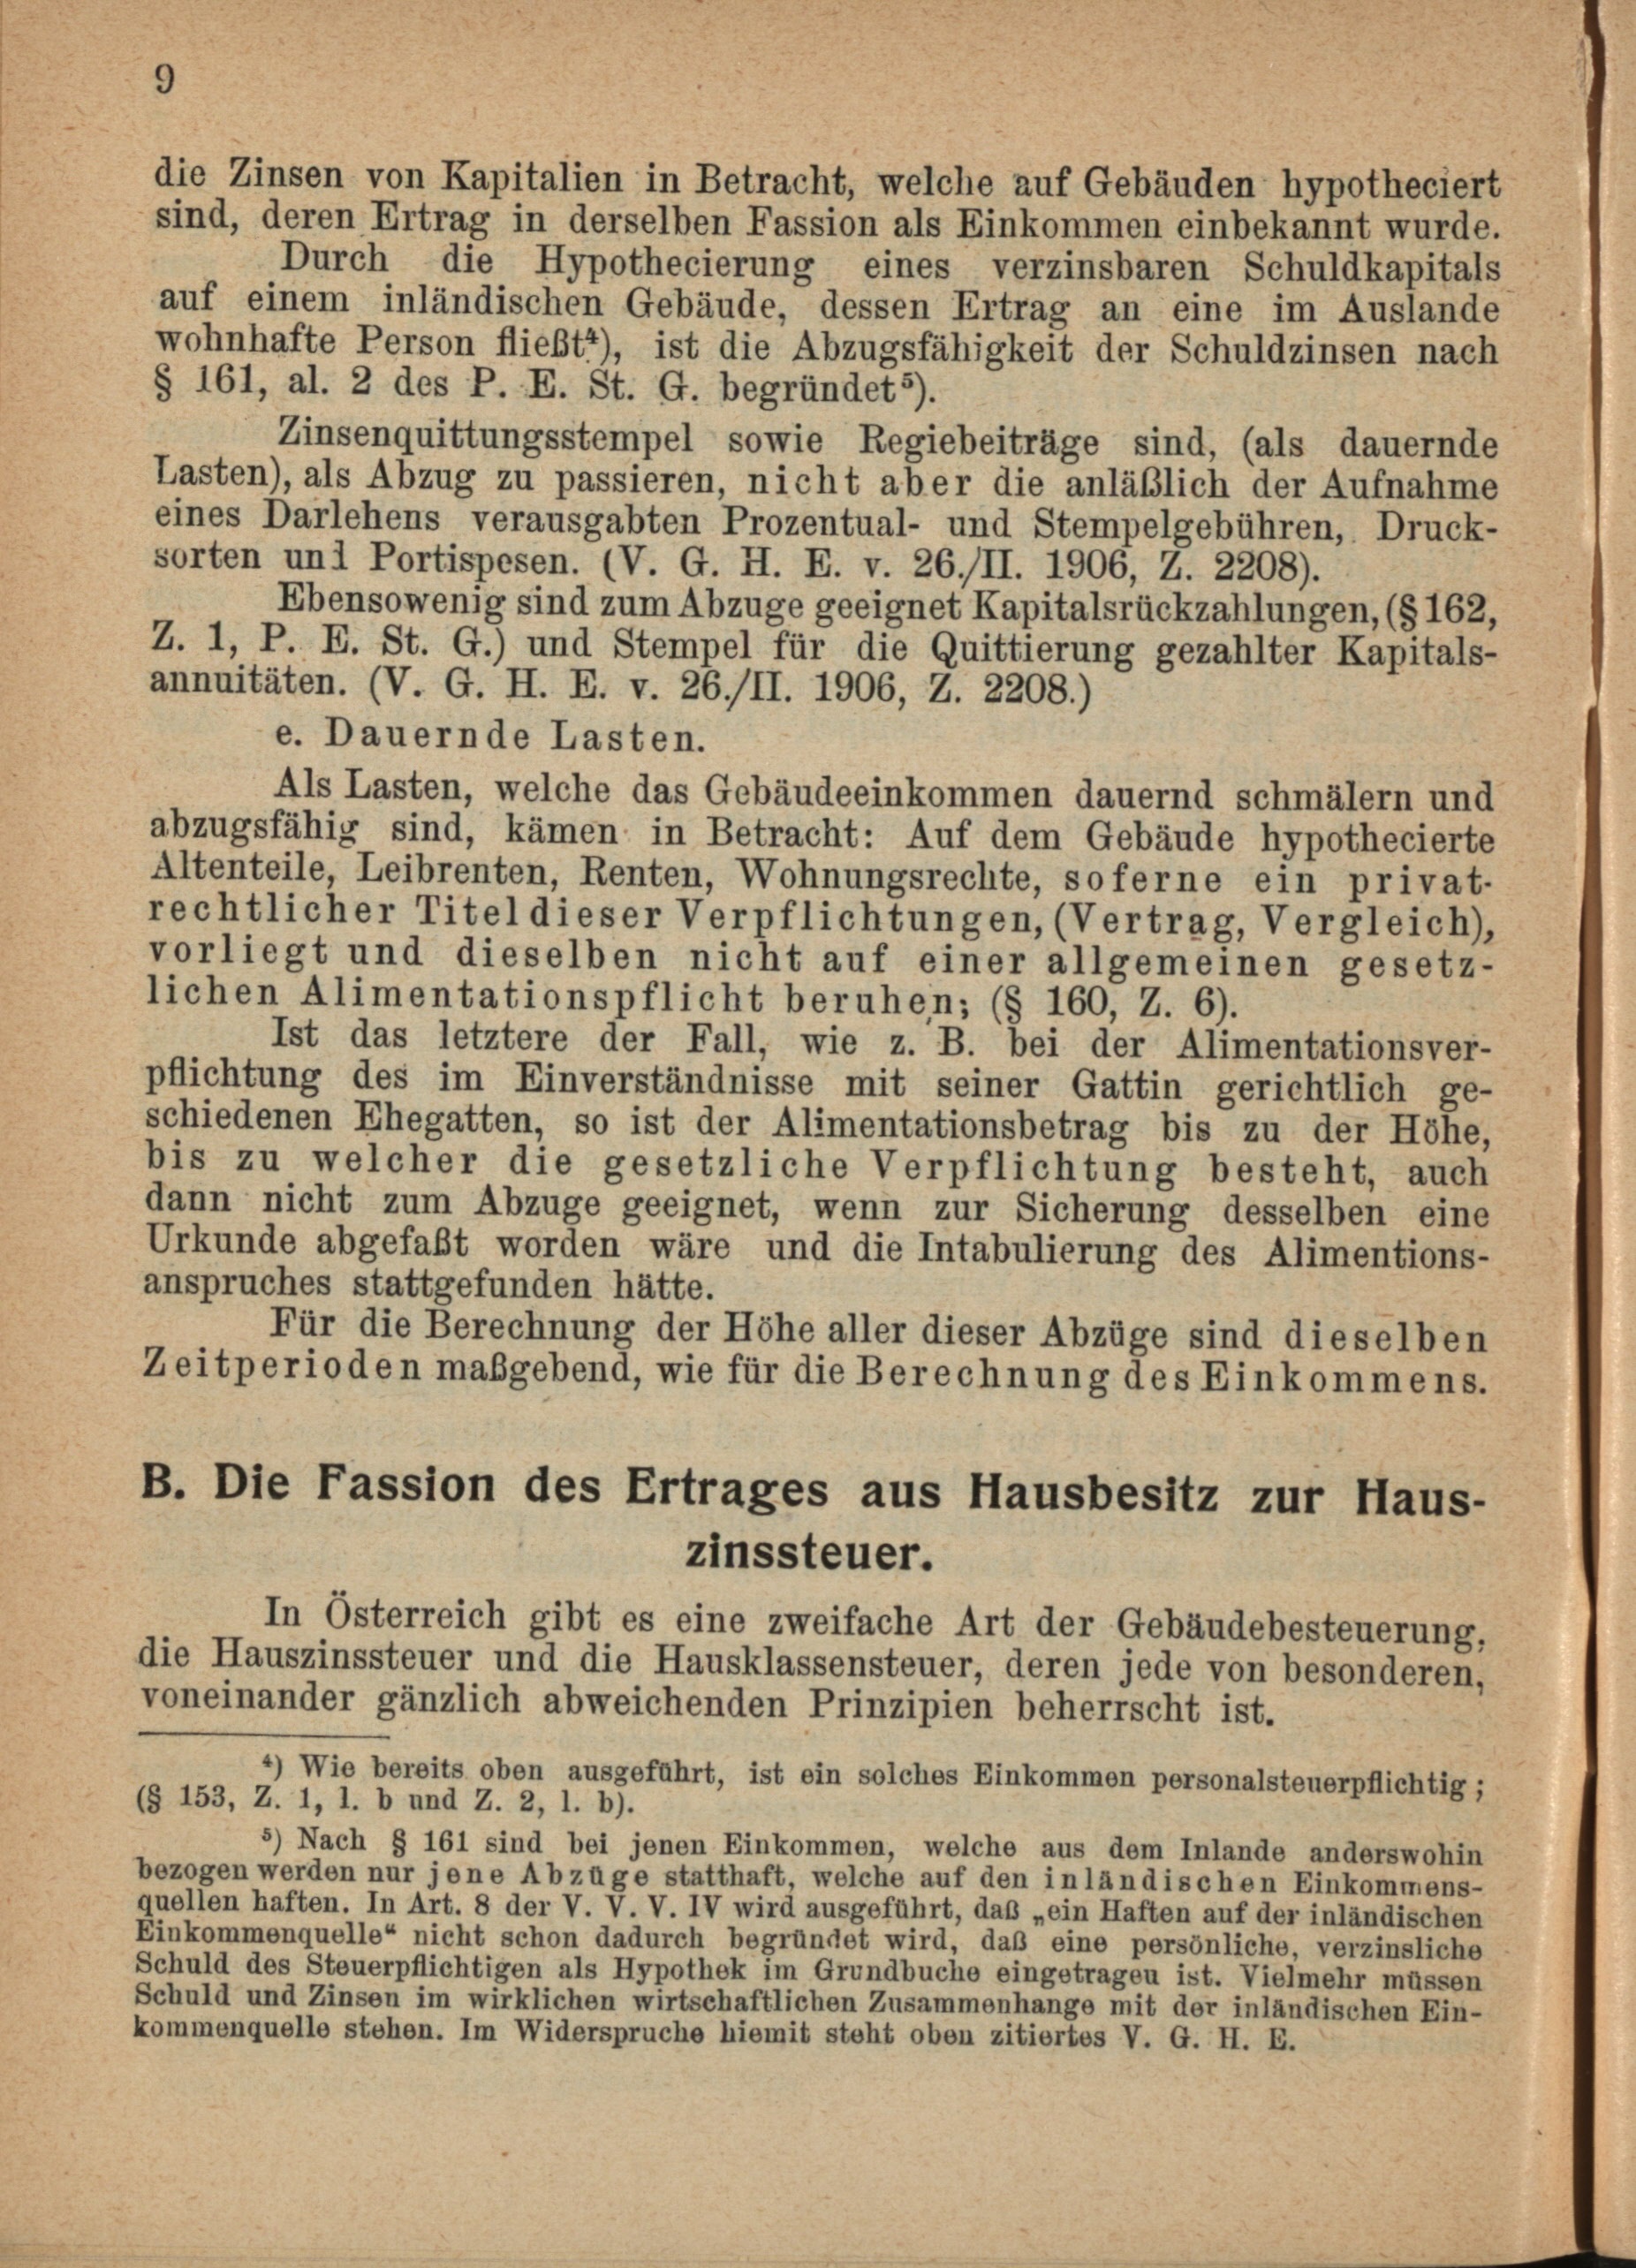 9
die Zinsen von Kapitalien in Betracht, welche auf Gebäuden hypotheciert
sind, deren Ertrag in derselben Fassion als Einkommen einbekannt wurde.
Durch die Hypothecierung eines verzinsbaren Schuldkapitals
auf einem inländischen Gebäude, dessen Ertrag an eine im Auslande
wohnhafte Person fließt⁴), ist die Abzugsfähigkeit der Schuldzinsen nach
§ 161, al. 2 des P. E. St. G. begründet⁵).
Zinsenquittungsstempel sowie Regiebeiträge sind, (als dauernde
Lasten), als Abzug zu passieren, nicht aber die anläßlich der Aufnahme
eines Darlehens verausgabten Prozentual- und Stempelgebühren, Druck-
sorten und Portispesen. (V. G. H. E. v. 26./II. 1906, Z. 2208).
Ebensowenig sind zum Abzuge geeignet Kapitalsrückzahlungen, (§ 162,
Z. 1, P. E. St. G.) und Stempel für die Quittierung gezahlter Kapitals-
annuitäten. (V. G. H. E. v. 26./II. 1906, Z. 2208.)
e. Dauernde Lasten.
Als Lasten, welche das Gebäudeeinkommen dauernd schmälern und
abzugsfähig sind, kämen in Betracht: Auf dem Gebäude hypothecierte
Altenteile, Leibrenten, Renten, Wohnungsrechte, soferne ein privat-
rechtlicher Titel dieser Verpflichtungen, (Vertrag, Vergleich),
vorliegt und dieselben nicht auf einer allgemeinen gesetz-
lichen Alimentationspflicht beruhen; (§ 160, Z. 6).
Ist das letztere der Fall, wie z. B. bei der Alimentationsver-
pflichtung des im Einverständnisse mit seiner Gattin gerichtlich ge-
schiedenen Ehegatten, so ist der Alimentationsbetrag bis zu der Höhe,
bis zu welcher die gesetzliche Verpflichtung besteht, auch
dann nicht zum Abzuge geeignet, wenn zur Sicherung desselben eine
Urkunde abgefaßt worden wäre und die Intabulierung des Alimentions-
anspruches stattgefunden hätte.
Für die Berechnung der Höhe aller dieser Abzüge sind dieselben
Zeitperioden maßgebend, wie für die Berechnung des Einkommens.
B. Die Fassion des Ertrages aus Hausbesitz zur Haus-
zinssteuer.
In Österreich gibt es eine zweifache Art der Gebäudebesteuerung,
die Hauszinssteuer und die Hausklassensteuer, deren jede von besonderen,
voneinander gänzlich abweichenden Prinzipien beherrscht ist.
⁴) Wie bereits oben ausgeführt, ist ein solches Einkommen personalsteuerpflichtig;
(§ 153, Z. 1, l. b und Z. 2, l. b).
⁵) Nach § 161 sind bei jenen Einkommen, welche aus dem Inlande anderswohin
bezogen werden nur jene Abzüge statthaft, welche auf den inländischen Einkommens-
quellen haften. In Art. 8 der V. V. V. IV wird ausgeführt, daß „ein Haften auf der inländischen
Einkommenquelle“ nicht schon dadurch begründet wird, daß eine persönliche, verzinsliche
Schuld des Steuerpflichtigen als Hypothek im Grundbuche eingetragen ist. Vielmehr müssen
Schuld und Zinsen im wirklichen wirtschaftlichen Zusammenhange mit der inländischen Ein-
kommenquelle stehen. Im Widerspruche hiemit steht oben zitiertes V. G. H. E.